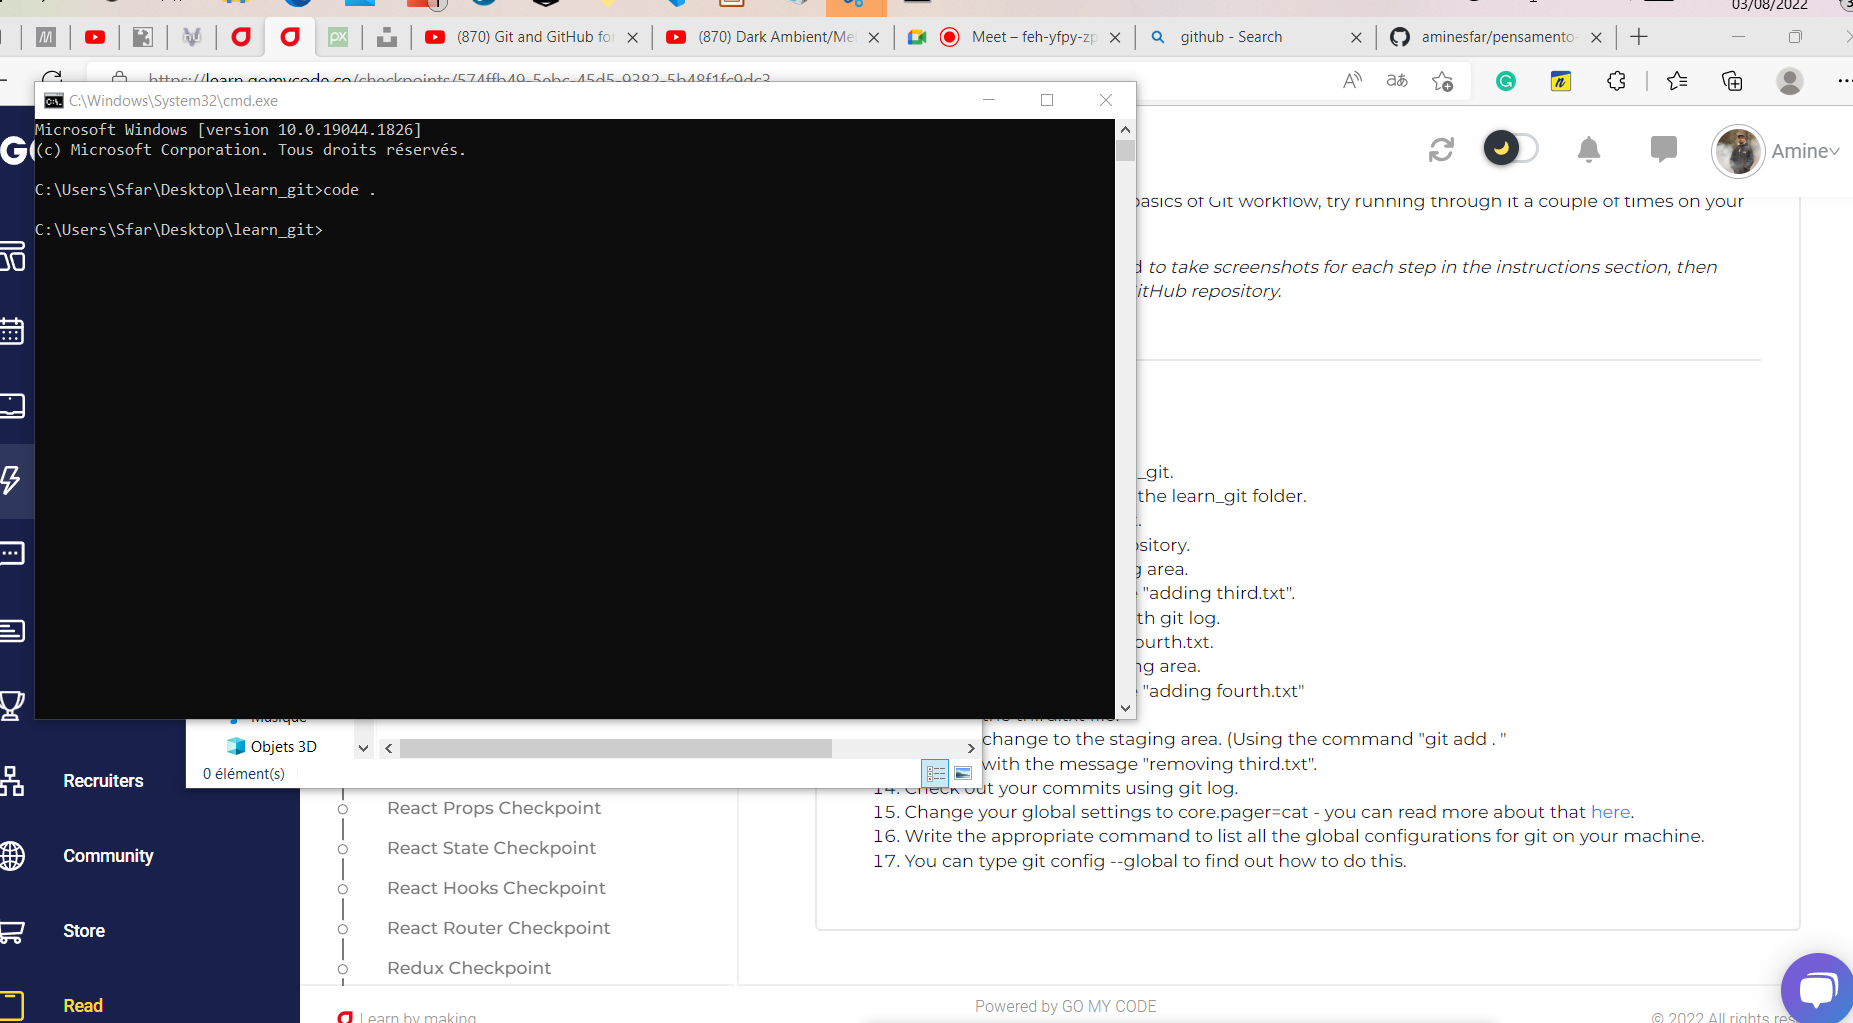 03/08/2022
(870) Git and GitHub fo
(870) Dark Ambient/Me
Meet – feh-yfpy-zp
github - Search
aminesfar/pensamento-
https://learn.gomycode.co/checkpoints/574ffb49-5ebc-45d5-9382-5b48f1fc9dc3
C:\Windows\System32\cmd.exe
Microsoft Windows [version 10.0.19044.1826]
(c) Microsoft Corporation. Tous droits réservés.
C:\Users\Sfar\Desktop\learn_git>code .
C:\Users\Sfar\Desktop\learn_git>
Amine
basics of Git workflow, try running through it a couple of times on your
to take screenshots for each step in the instructions section, then
itHub repository.
_git.
the learn_git folder.
ository.
g area.
"adding third.txt".
th git log.
ourth.txt.
ng area.
"adding fourth.txt"
the third.txt file.
change to the staging area. (Using the command "git add . "
with the message "removing third.txt".
14. Check out your commits using git log.
15. Change your global settings to core.pager=cat - you can read more about that here.
16. Write the appropriate command to list all the global configurations for git on your machine.
17. You can type git config --global to find out how to do this.
Musique
Objets 3D
0 élément(s)
Recruiters
Community
Store
Read
React Props Checkpoint
React State Checkpoint
React Hooks Checkpoint
React Router Checkpoint
Redux Checkpoint
Learn by making
Powered by GO MY CODE
© 2022 All rights res